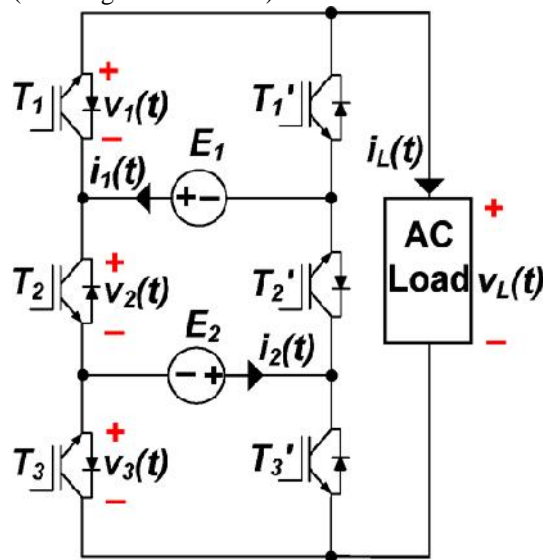 T1
+
v1(t)
−
T1'
i1(t)
E1
+ −
iL(t)
AC
Load
+
vL(t)
−
T2
+
v2(t)
−
T2'
E2
− +
i2(t)
T3
+
v3(t)
−
T3'